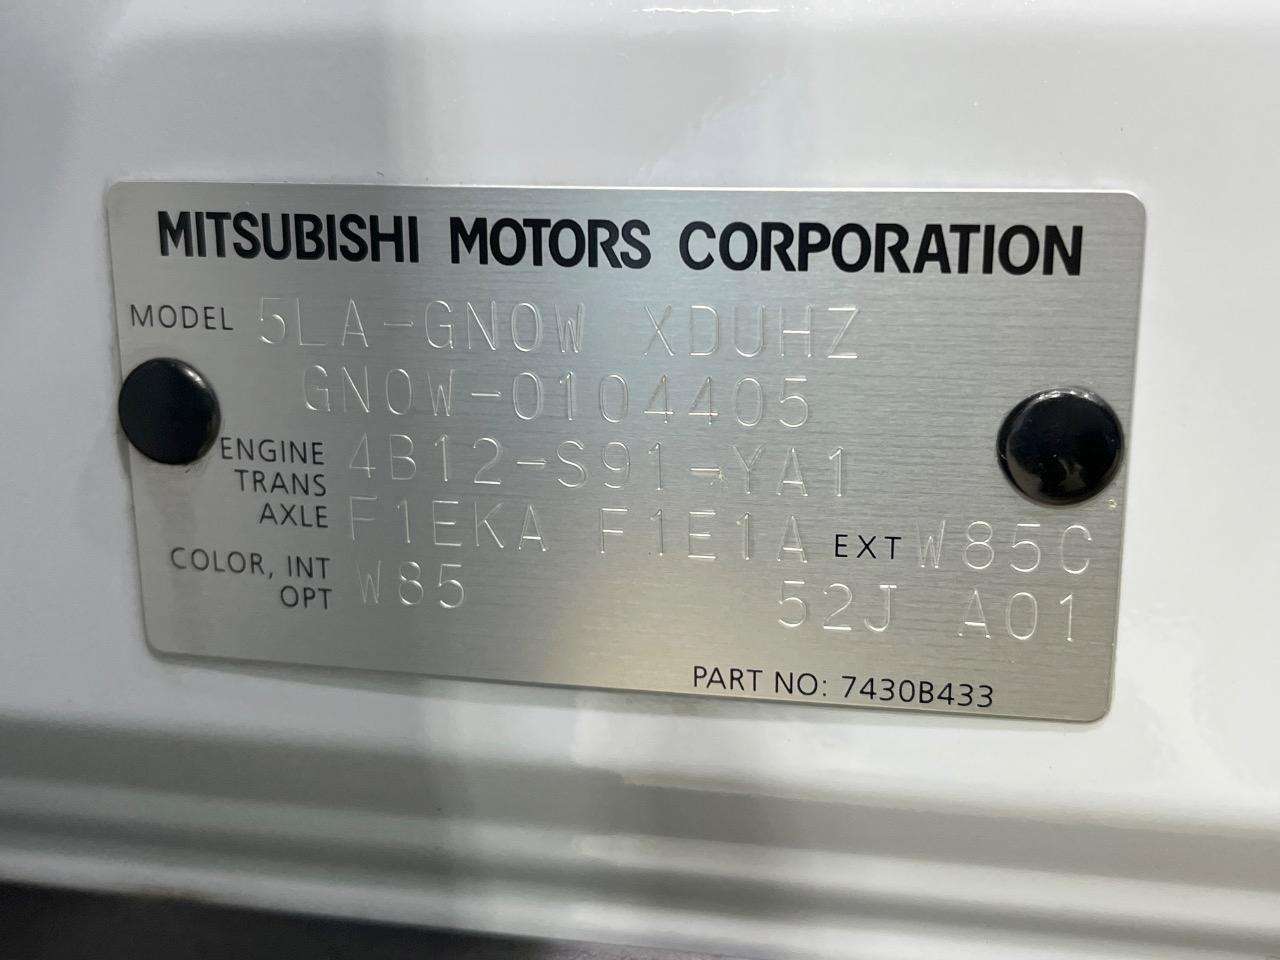 MITSUBISHI MOTORS CORPORATION
MODEL 5LA-GN0W XDUHZ
GN0W-0104405
ENGINE 4B12-S91-YA1
TRANS
AXLE F1EKA F1E1A EXT W85C
COLOR, INT W85
OPT 52J A01
PART NO: 7430B433